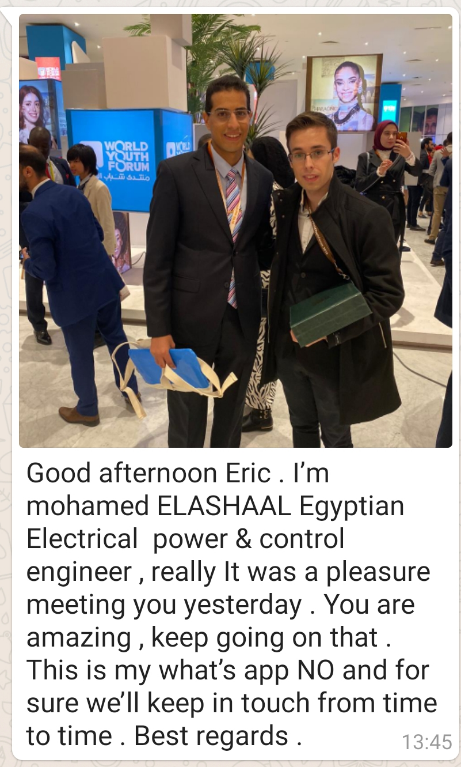 WORLD
YOUTH
FORUM
منتدى شباب
Good afternoon Eric . I’m
mohamed ELASHAAL Egyptian
Electrical  power & control
engineer , really It was a pleasure
meeting you yesterday . You are
amazing , keep going on that .
This is my what’s app NO and for
sure we’ll keep in touch from time
to time . Best regards .
13:45